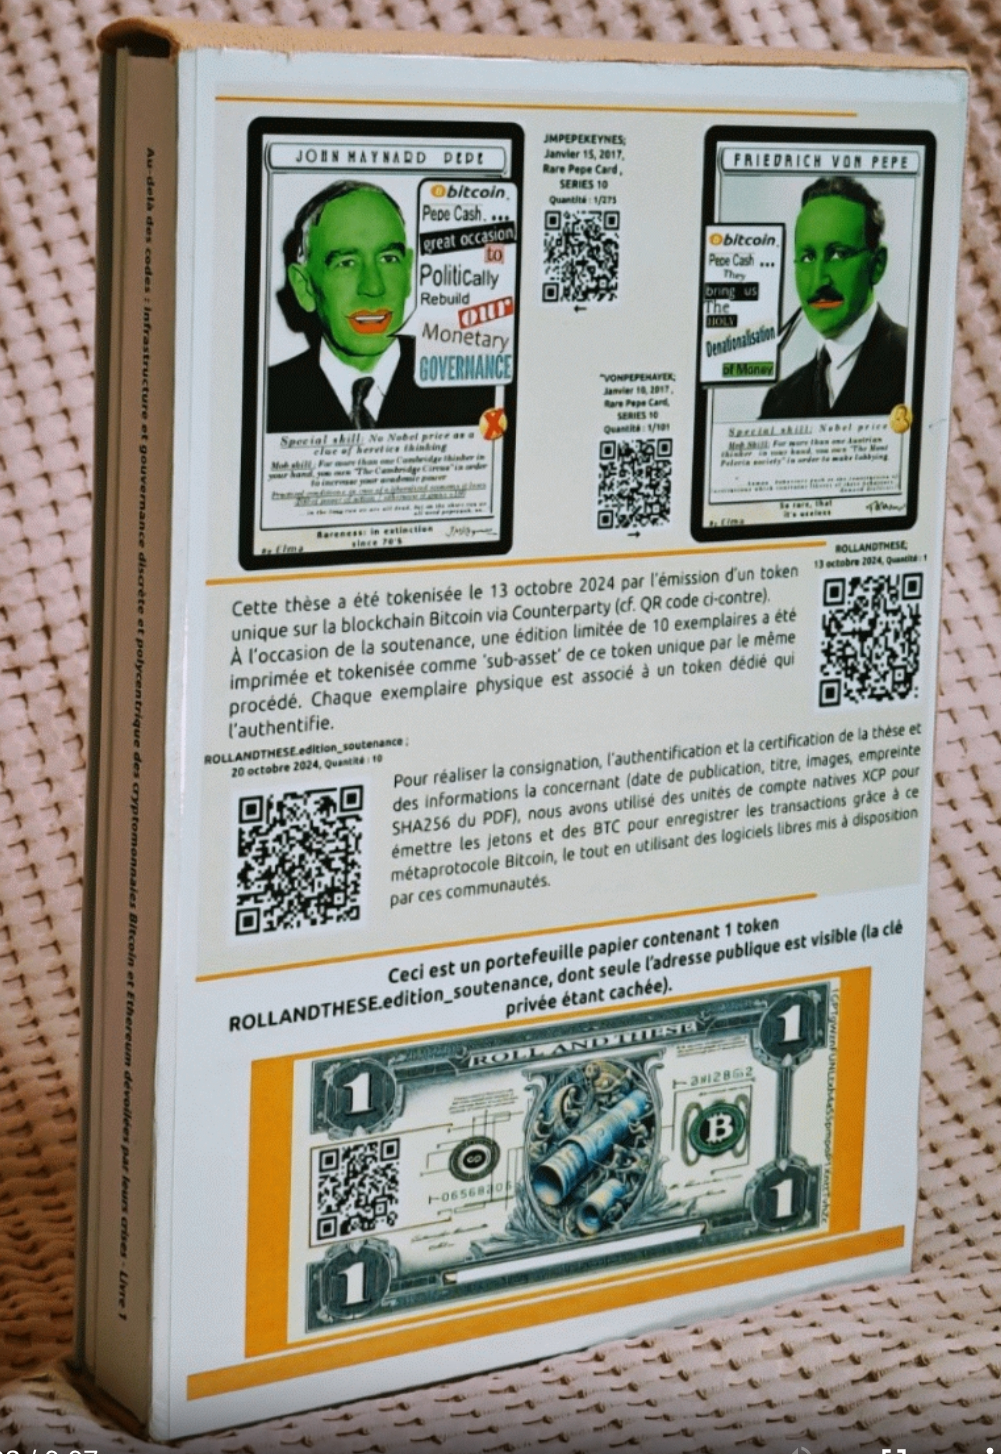 Au-delà des codes : infrastructure et gouvernance discrète et polycentrique des cryptomonnaies Bitcoin et Ethereum dévoilées par leurs crises - Livre 1
JOHN MAYNARD PEPE
bitcoin.
Pepe Cash ...
great occasion
to
Politically
Rebuild
our
Monetary
GOVERNANCE
Special skill: No Nobel price as a
clue of heretics thinking
Mob skill: For more than one Cambridge thinker in
your hand, you own "The Cambridge Circus" in order
to increase your academic power
Rareness: in extinction
since 70's
By Cima
JMPEPEKEYNES;
Janvier 15, 2017,
Rare Pepe Card,
SERIES 10
Quantité : 1/275
←
"VONPEPEHAYEK;
Janvier 10, 2017,
Rare Pepe Card,
SERIES 10
Quantité : 1/101
→
FRIEDRICH VON PEPE
bitcoin.
Pepe Cash ...
They
bring us
The
HOLY
Denationalisation
of Money
Special skill: Nobel price
Mob Skill: For more than one Austrian
thinker in your hand, you own "The Mont
Pelerin society" in order to make lobbying
So rare, that
it's useless
By Cima
ROLLANDTHESE;
13 octobre 2024, Quantité : 1
Cette thèse a été tokenisée le 13 octobre 2024 par l'émission d'un token
unique sur la blockchain Bitcoin via Counterparty (cf. QR code ci-contre).
À l'occasion de la soutenance, une édition limitée de 10 exemplaires a été
imprimée et tokenisée comme 'sub-asset' de ce token unique par le même
procédé. Chaque exemplaire physique est associé à un token dédié qui
l'authentifie.
ROLLANDTHESE.edition_soutenance ;
20 octobre 2024, Quantité : 10
Pour réaliser la consignation, l'authentification et la certification de la thèse et
des informations la concernant (date de publication, titre, images, empreinte
SHA256 du PDF), nous avons utilisé des unités de compte natives XCP pour
émettre les jetons et des BTC pour enregistrer les transactions grâce à ce
métaprotocole Bitcoin, le tout en utilisant des logiciels libres mis à disposition
par ces communautés.
Ceci est un portefeuille papier contenant 1 token
ROLLANDTHESE.edition_soutenance, dont seule l'adresse publique est visible (la clé
privée étant cachée).
ROLLANDTHESE
1
1
1
1
B